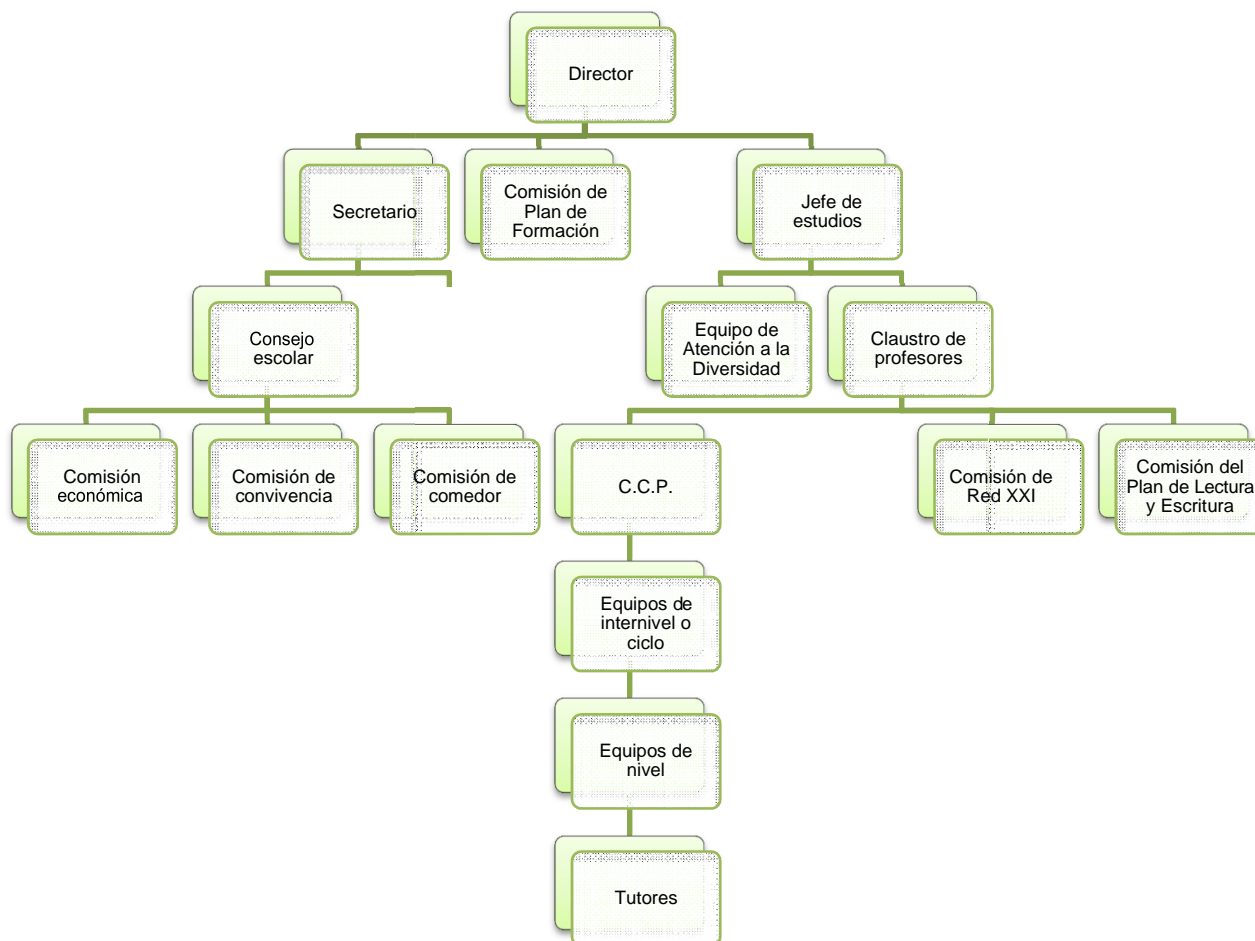 Director
Secretario
Comisión de
Plan de
Formación
Jefe de
estudios
Consejo
escolar
Equipo de
Atención a la
Diversidad
Claustro de
profesores
Comisión
económica
Comisión
de convivencia
Comisión de
comedor
C.C.P.
Comisión de
Red XXI
Comisión del
Plan de Lectura
y Escritura
Equipos de
internivel o
ciclo
Equipos de
nivel
Tutores